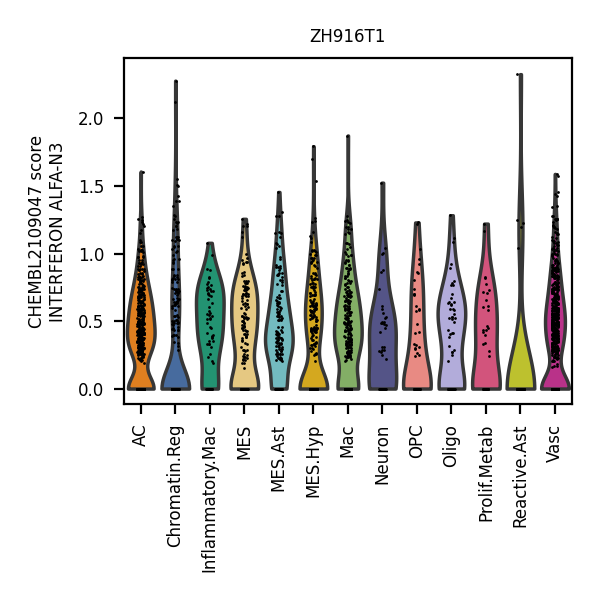 ZH916T1
CHEMBL2109047 score
INTERFERON ALFA-N3
2.0
1.5
1.0
0.5
0.0
AC
Chromatin.Reg
Inflammatory.Mac
MES
MES.Ast
MES.Hyp
Mac
Neuron
OPC
Oligo
Prolif.Metab
Reactive.Ast
Vasc